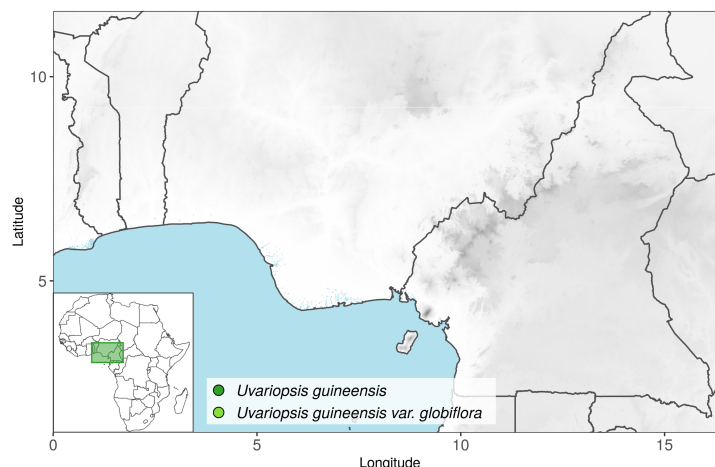 10
Latitude
5
Uvariopsis guineensis
Uvariopsis guineensis var. globiflora
0 5 10 15
Longitude